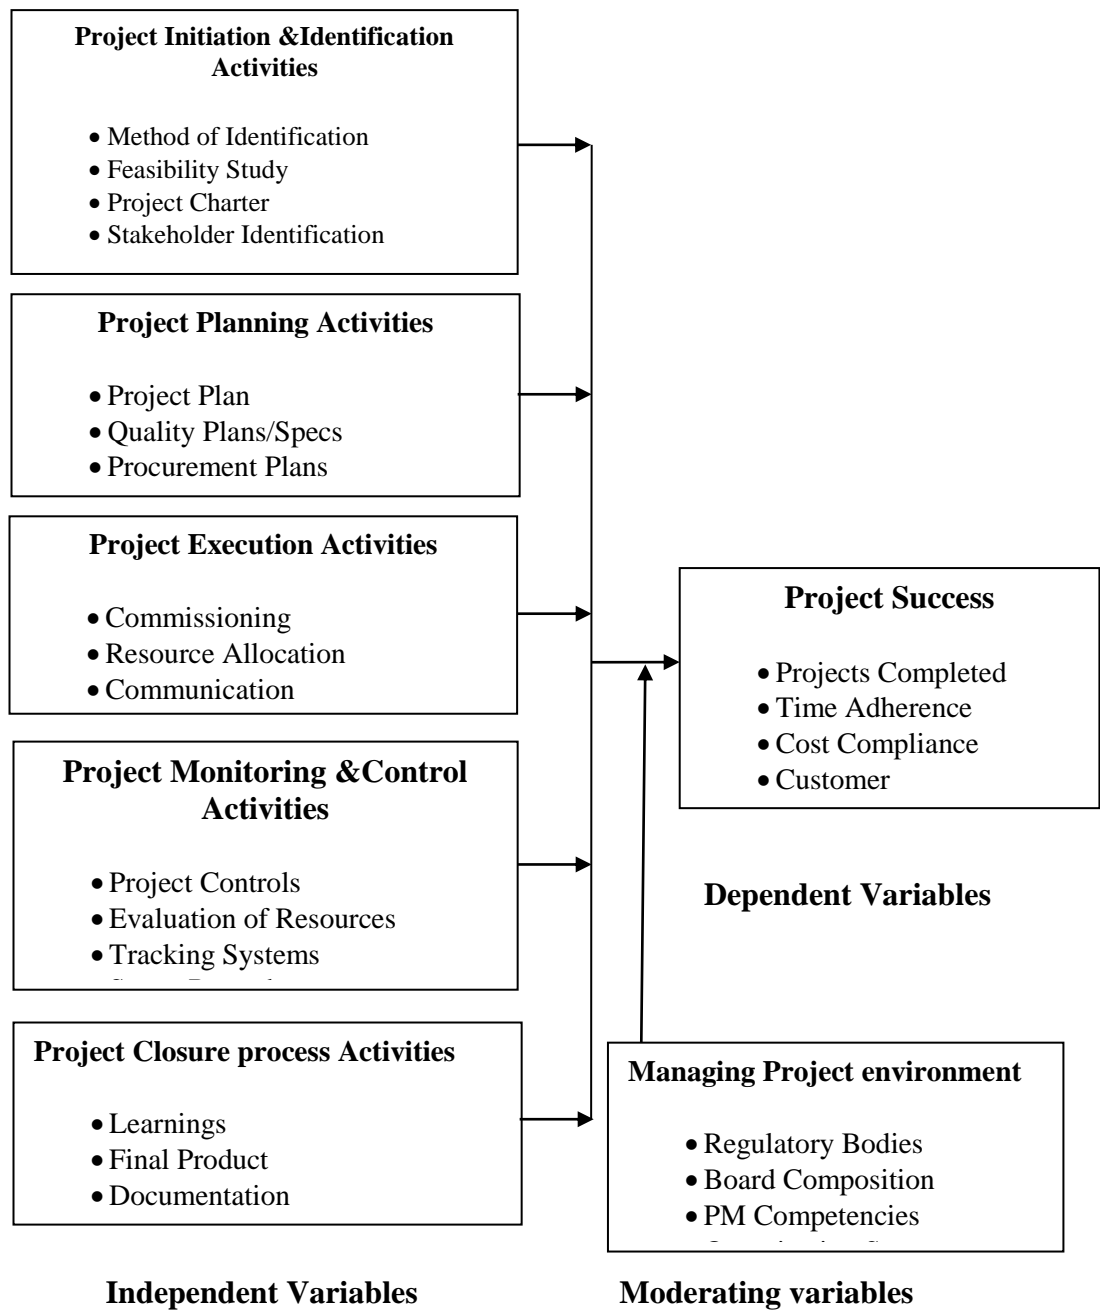 Project Initiation &Identification
Activities
• Method of Identification
• Feasibility Study
• Project Charter
• Stakeholder Identification
Project Planning Activities
• Project Plan
• Quality Plans/Specs
• Procurement Plans
Project Execution Activities
• Commissioning
• Resource Allocation
• Communication
Project Monitoring &Control
Activities
• Project Controls
• Evaluation of Resources
• Tracking Systems
Project Closure process Activities
• Learnings
• Final Product
• Documentation
Independent Variables
Project Success
• Projects Completed
• Time Adherence
• Cost Compliance
• Customer
Dependent Variables
Managing Project environment
• Regulatory Bodies
• Board Composition
• PM Competencies
Moderating variables